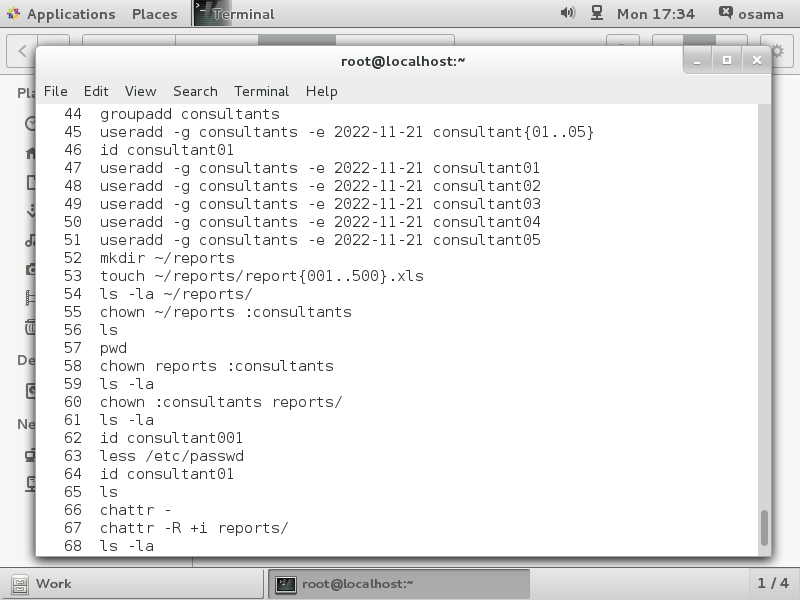 Applications Places Terminal Mon 17:34 osama
root@localhost:~
File Edit View Search Terminal Help
44 groupadd consultants
45 useradd -g consultants -e 2022-11-21 consultant{01..05}
46 id consultant01
47 useradd -g consultants -e 2022-11-21 consultant01
48 useradd -g consultants -e 2022-11-21 consultant02
49 useradd -g consultants -e 2022-11-21 consultant03
50 useradd -g consultants -e 2022-11-21 consultant04
51 useradd -g consultants -e 2022-11-21 consultant05
52 mkdir ~/reports
53 touch ~/reports/report{001..500}.xls
54 ls -la ~/reports/
55 chown ~/reports :consultants
56 ls
57 pwd
58 chown reports :consultants
59 ls -la
60 chown :consultants reports/
61 ls -la
62 id consultant001
63 less /etc/passwd
64 id consultant01
65 ls
66 chattr -
67 chattr -R +i reports/
68 ls -la
Pla
De
Ne
Work root@localhost:~ 1 / 4